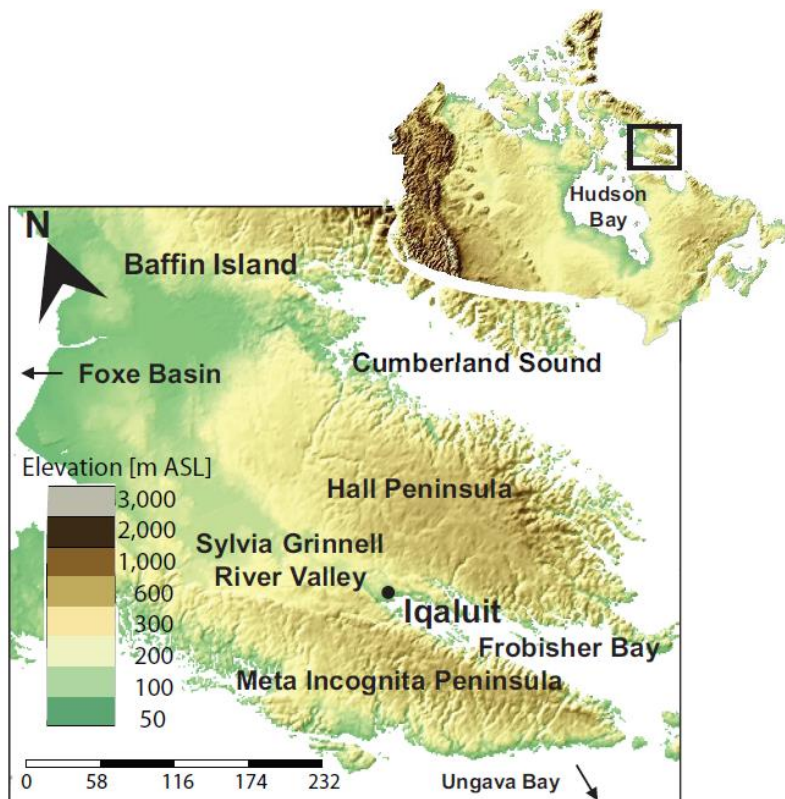 Hudson
Bay
N
Baffin Island
Cumberland Sound
Foxe Basin
Elevation [m ASL]
3,000
2,000
1,000
600
300
200
100
50
Hall Peninsula
Sylvia Grinnell
River Valley
Iqaluit
Frobisher Bay
Meta Incognita Peninsula
0 58 116 174 232
Ungava Bay